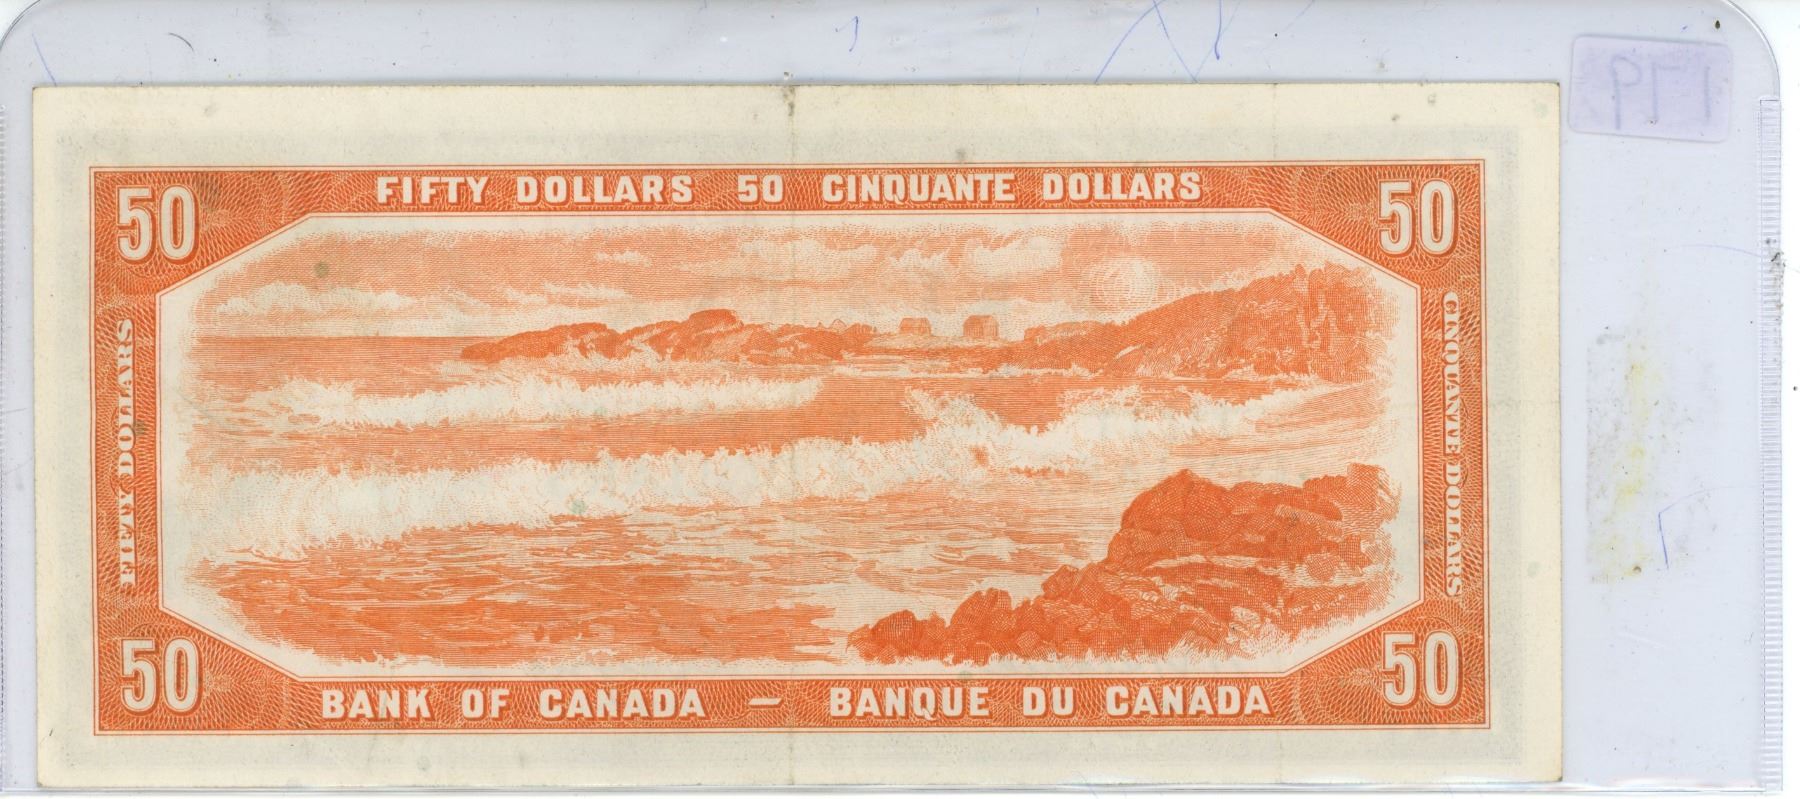 179
50 FIFTY DOLLARS 50 CINQUANTE DOLLARS 50
FIFTY DOLLARS
CINQUANTE DOLLARS
50 BANK OF CANADA — BANQUE DU CANADA 50